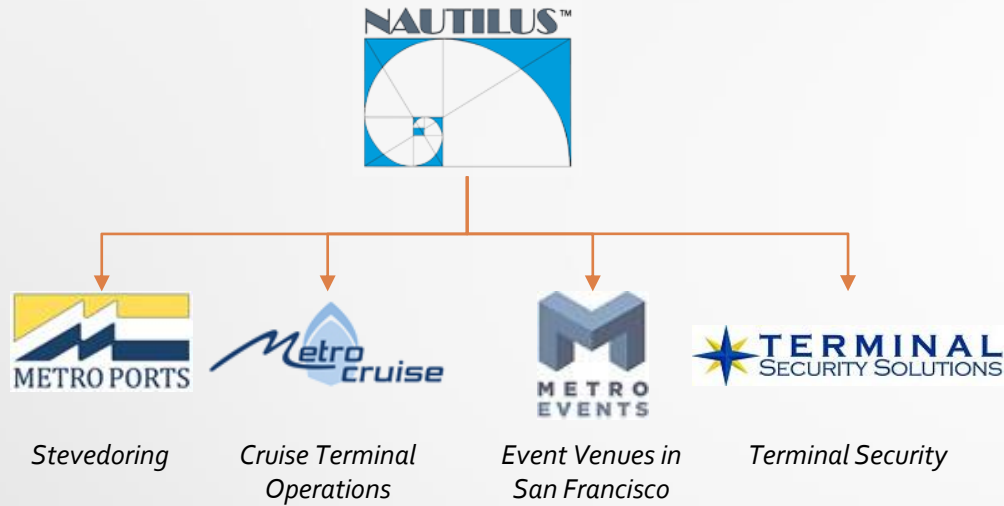 NAUTILUS™
METRO PORTS
Metro
cruise
METRO
EVENTS
TERMINAL
SECURITY SOLUTIONS
Stevedoring
Cruise Terminal
Operations
Event Venues in
San Francisco
Terminal Security